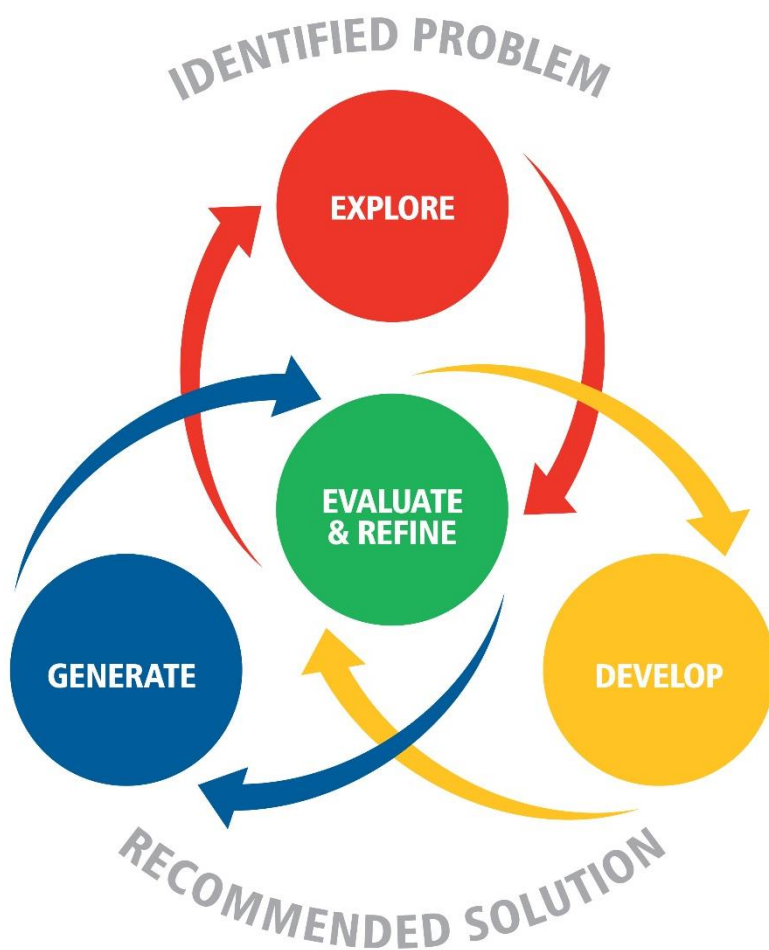 IDENTIFIED PROBLEM
EXPLORE
EVALUATE
& REFINE
GENERATE
DEVELOP
RECOMMENDED SOLUTION